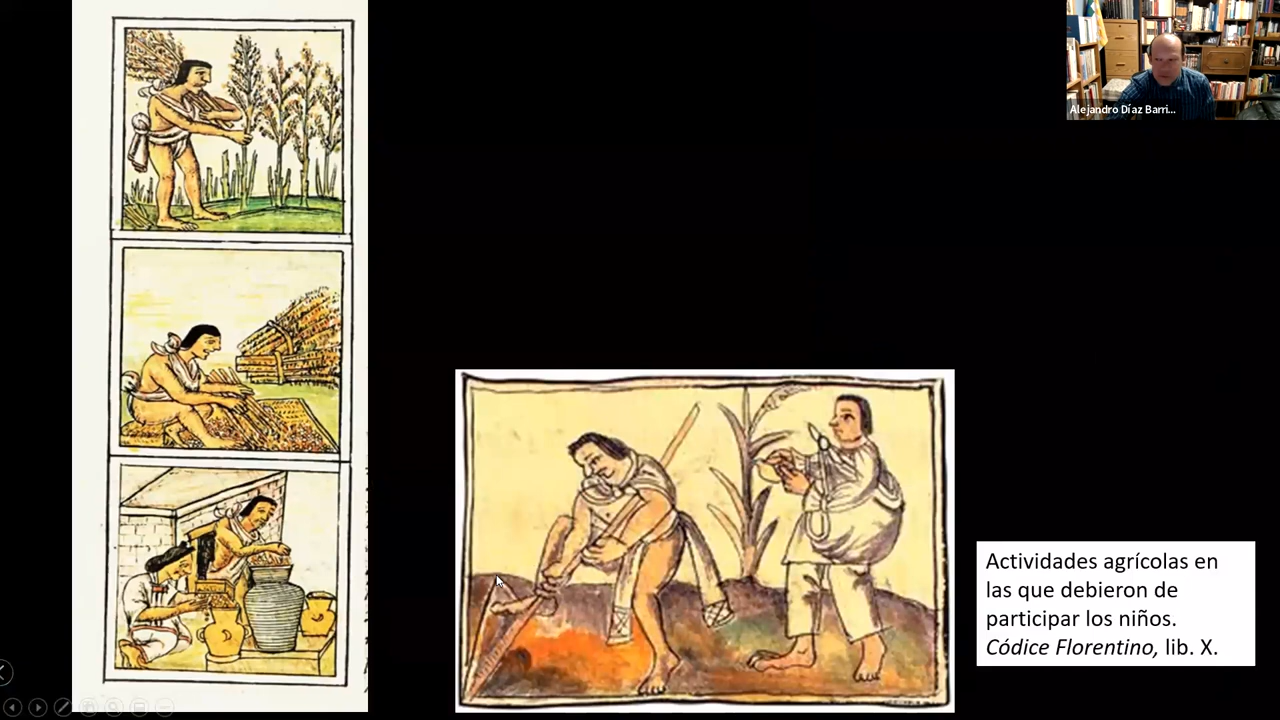 Alejandro Díaz Barri...
Actividades agrícolas en
las que debieron de
participar los niños.
Códice Florentino, lib. X.